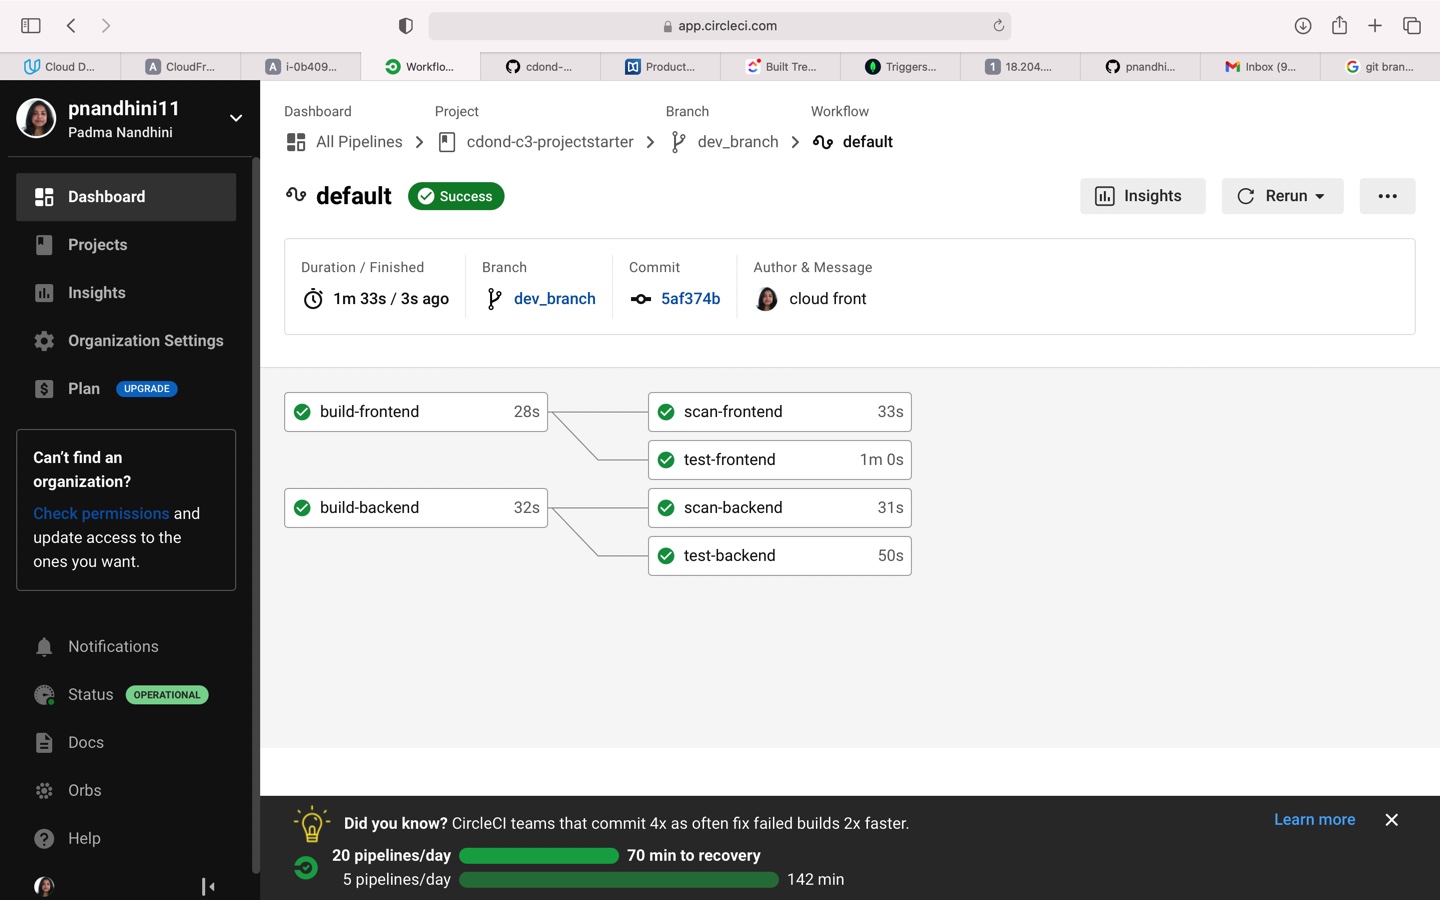 app.circleci.com
Cloud D...
CloudFr...
i-0b409...
Workflo...
cdond-...
Product...
Built Tre...
Triggers...
18.204....
pnandhi...
Inbox (9...
git bran...
pnandhini11
Padma Nandhini
Dashboard
Projects
Insights
Organization Settings
Plan UPGRADE
Can't find an
organization?
Check permissions and
update access to the
ones you want.
Notifications
Status OPERATIONAL
Docs
Orbs
Help
Dashboard Project Branch Workflow
All Pipelines cdond-c3-projectstarter dev_branch default
default Success
Insights Rerun
Duration / Finished Branch Commit Author & Message
1m 33s / 3s ago dev_branch 5af374b cloud front
build-frontend 28s scan-frontend 33s
test-frontend 1m 0s
build-backend 32s scan-backend 31s
test-backend 50s
Did you know? CircleCI teams that commit 4x as often fix failed builds 2x faster.
Learn more
20 pipelines/day 70 min to recovery
5 pipelines/day 142 min